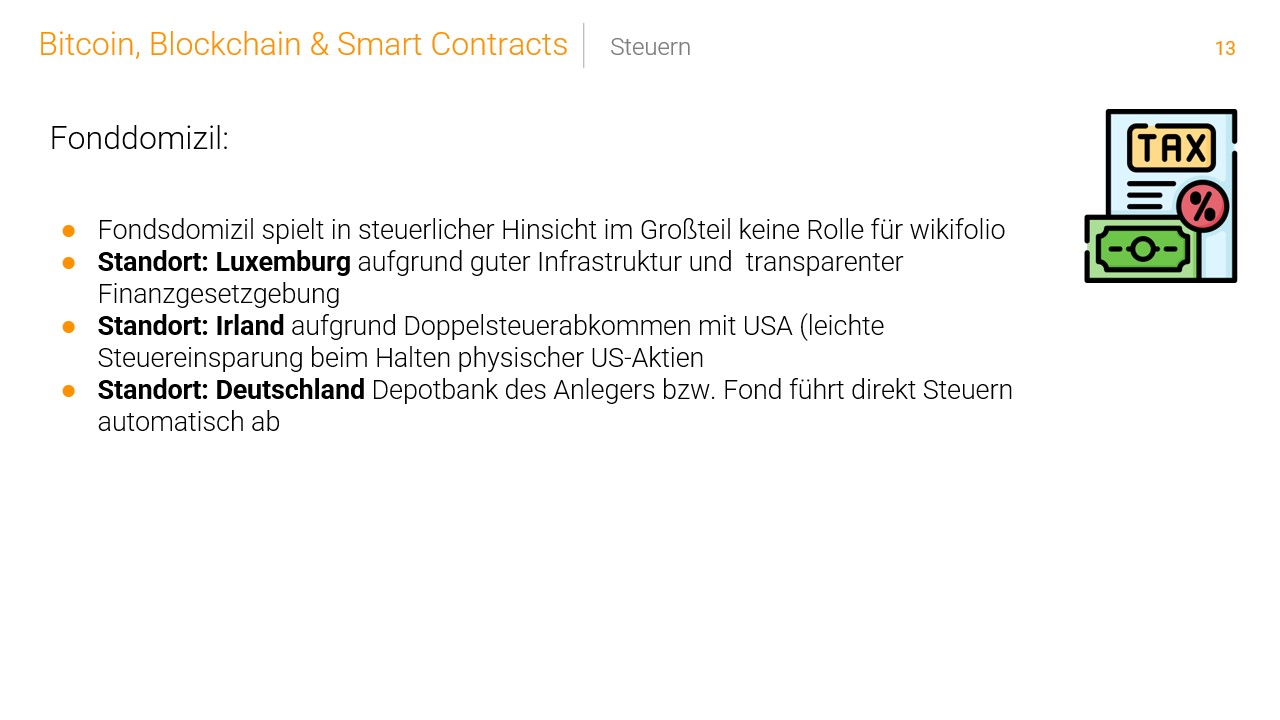 Bitcoin, Blockchain & Smart Contracts
Steuern
13
Fonddomizil:
TAX
%
● Fondsdomizil spielt in steuerlicher Hinsicht im Großteil keine Rolle für wikifolio
● Standort: Luxemburg aufgrund guter Infrastruktur und  transparenter
Finanzgesetzgebung
● Standort: Irland aufgrund Doppelsteuerabkommen mit USA (leichte
Steuereinsparung beim Halten physischer US-Aktien
● Standort: Deutschland Depotbank des Anlegers bzw. Fond führt direkt Steuern
automatisch ab